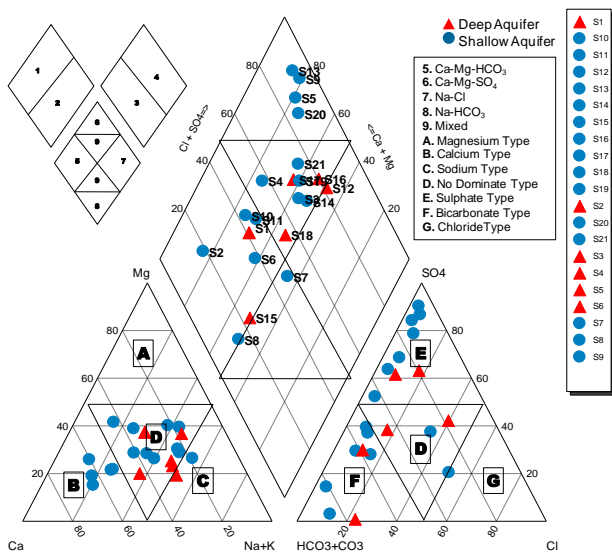 Deep Aquifer
Shallow Aquifer
5. Ca-Mg-HCO3
6. Ca-Mg-SO4
7. Na-Cl
8. Na-HCO3
9. Mixed
A. Magnesium Type
B. Calcium Type
C. Sodium Type
D. No Dominate Type
E. Sulphate Type
F. Bicarbonate Type
G. ChlorideType
S1
S10
S11
S12
S13
S14
S15
S16
S17
S18
S19
S2
S20
S21
S3
S4
S5
S6
S7
S8
S9
1
2
4
3
6
9
5
7
9
8
80
60
40
20
Cl + SO4=>
80
60
40
20
<=Ca + Mg
S13
S9
S5
S20
S21
S4
S16
S12
S14
S10
S11
S1
S18
S2
S6
S7
S15
S8
Mg
80
60
40
20
A
B
C
D
Ca
80
60
40
20
Na+K
SO4
80
60
40
20
E
F
D
G
HCO3+CO3
20
40
60
80
Cl